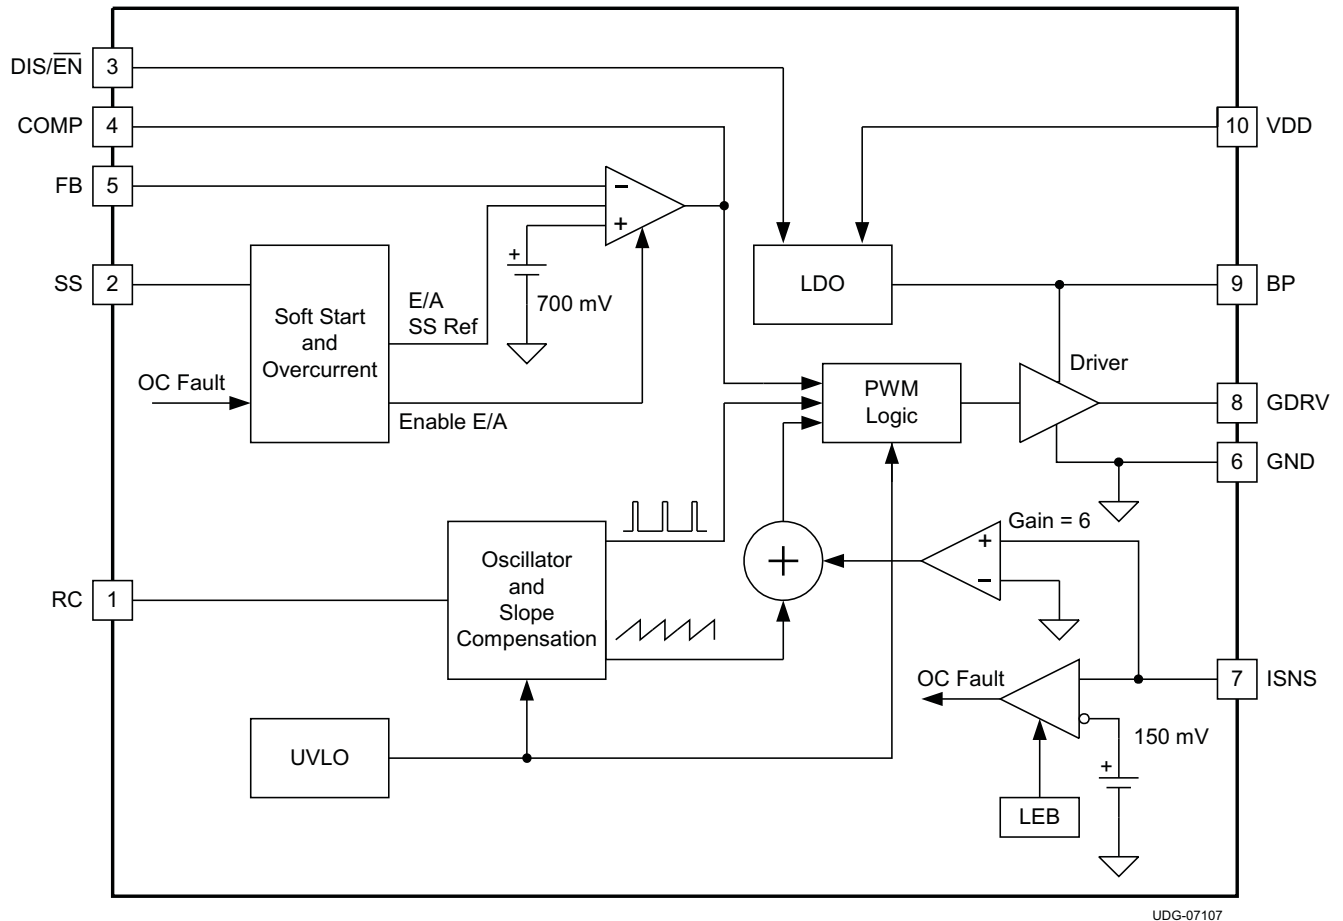 DIS/EN 3
COMP 4
FB 5
SS 2
RC 1
10 VDD
9 BP
8 GDRV
6 GND
7 ISNS
Soft Start
and
Overcurrent
OC Fault
E/A
SS Ref
Enable E/A
−
+
+
700 mV
LDO
PWM
Logic
Driver
Gain = 6
+
−
+
Oscillator
and
Slope
Compensation
UVLO
OC Fault
150 mV
+
LEB
UDG-07107